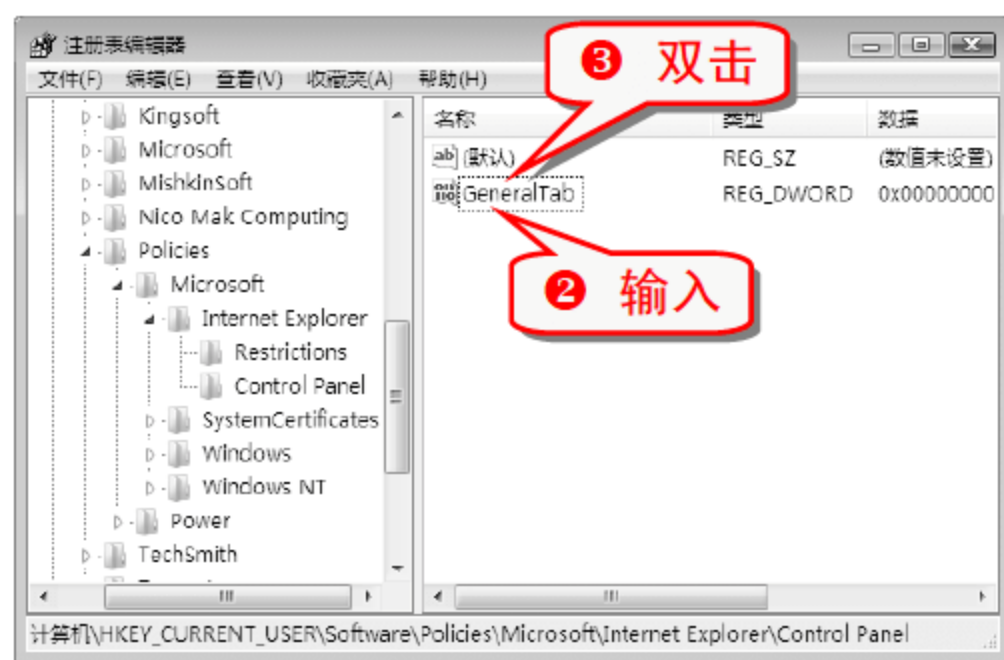 注册表编辑器
❸ 双击
文件(F) 编辑(E) 查看(V) 收藏夹(A) 帮助(H)
Kingsoft
Microsoft
MishkinSoft
Nico Mak Computing
Policies
Microsoft
Internet Explorer
Restrictions
Control Panel
SystemCertificates
Windows
Windows NT
Power
TechSmith
名称 类型 数据
(默认) REG_SZ (数值未设置)
GeneralTab REG_DWORD 0x00000000
❷ 输入
计算机\HKEY_CURRENT_USER\Software\Policies\Microsoft\Internet Explorer\Control Panel